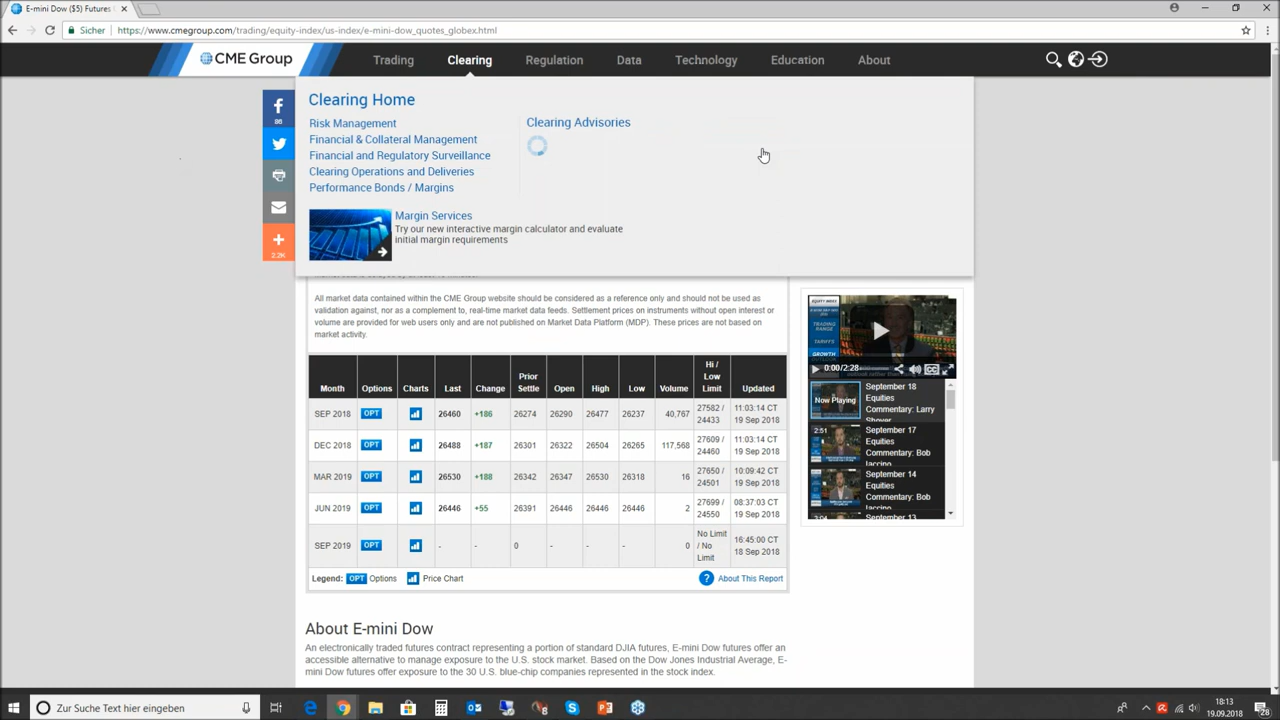 E-mini Dow ($5) Futures
Sicher
https://www.cmegroup.com/trading/equity-index/us-index/e-mini-dow_quotes_globex.html
CME Group
Trading
Clearing
Regulation
Data
Technology
Education
About
86
2.2K
Clearing Home
Risk Management
Financial & Collateral Management
Financial and Regulatory Surveillance
Clearing Operations and Deliveries
Performance Bonds / Margins
Clearing Advisories
Margin Services
Try our new interactive margin calculator and evaluate
initial margin requirements
All market data contained within the CME Group website should be considered as a reference only and should not be used as
validation against, nor as a complement to, real-time market data feeds. Settlement prices on instruments without open interest or
volume are provided for web users only and are not published on Market Data Platform (MDP). These prices are not based on
market activity.
Month Options Charts Last Change Prior Settle Open High Low Volume Hi / Low Limit Updated
SEP 2018 OPT 26460 +186 26274 26290 26477 26237 40,767 27582 / 24433 11:03:14 CT 19 Sep 2018
DEC 2018 OPT 26488 +187 26301 26322 26504 26265 117,568 27609 / 24460 11:03:14 CT 19 Sep 2018
MAR 2019 OPT 26530 +188 26342 26347 26530 26318 16 27650 / 24501 10:09:42 CT 19 Sep 2018
JUN 2019 OPT 26446 +55 26391 26446 26446 26446 2 27699 / 24550 08:37:03 CT 19 Sep 2018
SEP 2019 OPT - - 0 - - - 0 No Limit / No Limit 16:45:00 CT 18 Sep 2018
Legend: OPT Options Price Chart
? About This Report
EQUITY INDEX
TRADING
RANGE
TARIFFS
GROWTH
OUTLOOK
0:00/2:28
CC
Now Playing
September 18
Equities
Commentary: Larry
Shover
2:51
September 17
Equities
Commentary: Bob
Iaccino
September 14
Equities
Commentary: Bob
Iaccino
3:04
September 13
About E-mini Dow
An electronically traded futures contract representing a portion of standard DJIA futures, E-mini Dow futures offer an
accessible alternative to manage exposure to the U.S. stock market. Based on the Dow Jones Industrial Average, E-
mini Dow futures offer exposure to the 30 U.S. blue-chip companies represented in the stock index.
Zur Suche Text hier eingeben
18:13
19.09.2018
28